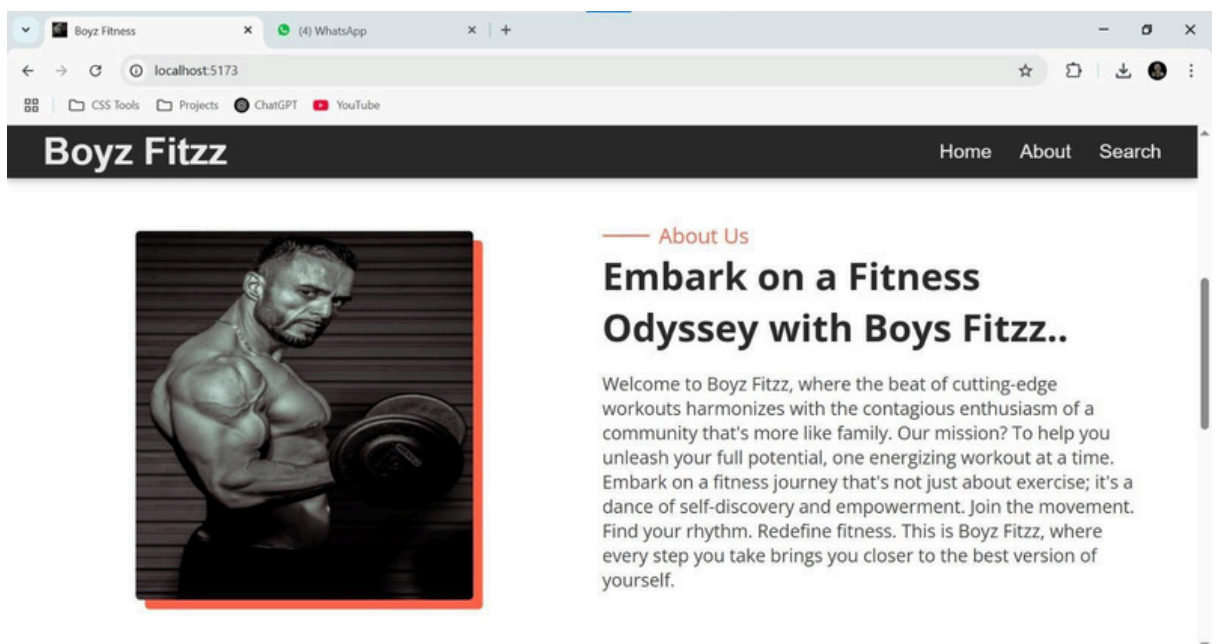 Boyz Fitness
(4) WhatsApp
localhost:5173
CSS Tools Projects ChatGPT YouTube
Boyz Fitzz
Home About Search
About Us
Embark on a Fitness
Odyssey with Boys Fitzz..
Welcome to Boyz Fitzz, where the beat of cutting-edge
workouts harmonizes with the contagious enthusiasm of a
community that's more like family. Our mission? To help you
unleash your full potential, one energizing workout at a time.
Embark on a fitness journey that's not just about exercise; it's a
dance of self-discovery and empowerment. Join the movement.
Find your rhythm. Redefine fitness. This is Boyz Fitzz, where
every step you take brings you closer to the best version of
yourself.